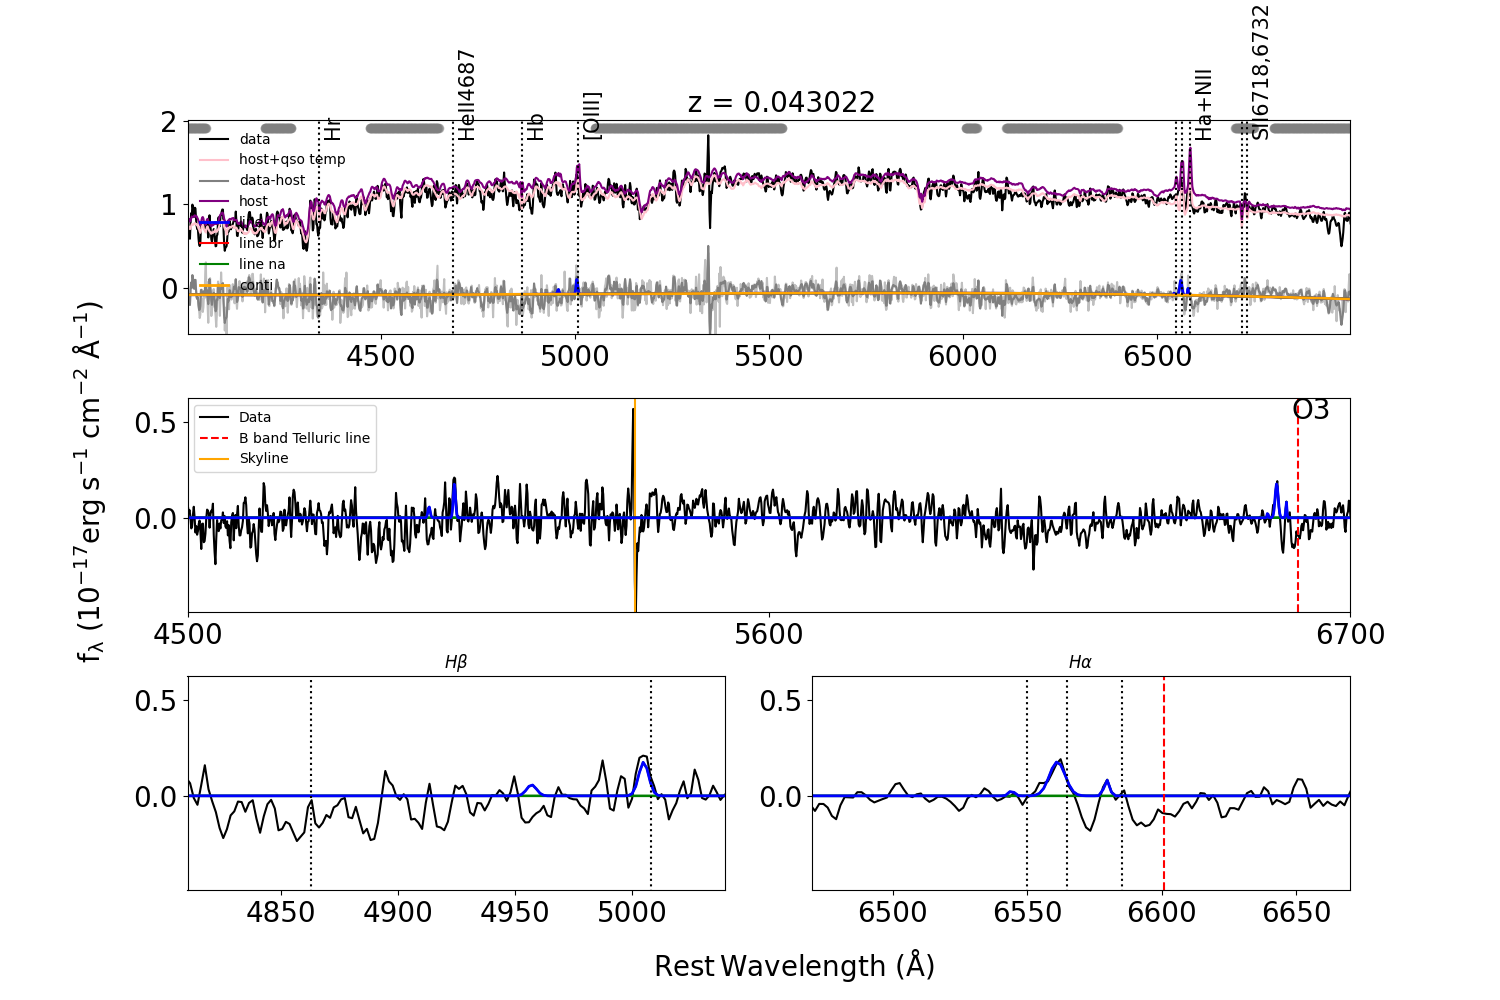 z = 0.043022
Hr
HeII4687
Hb
[OIII]
Ha+NII
SII6718,6732
data
host+qso temp
data-host
host
line
line br
line na
conti
2
1
0
4500 5000 5500 6000 6500
Data
B band Telluric line
Skyline
O3
0.5
0.0
4500 5600 6700
fλ (10⁻¹⁷erg s⁻¹ cm⁻² Å⁻¹)
Hβ
0.5
0.0
4850 4900 4950 5000
Hα
0.5
0.0
6500 6550 6600 6650
Rest Wavelength (Å)